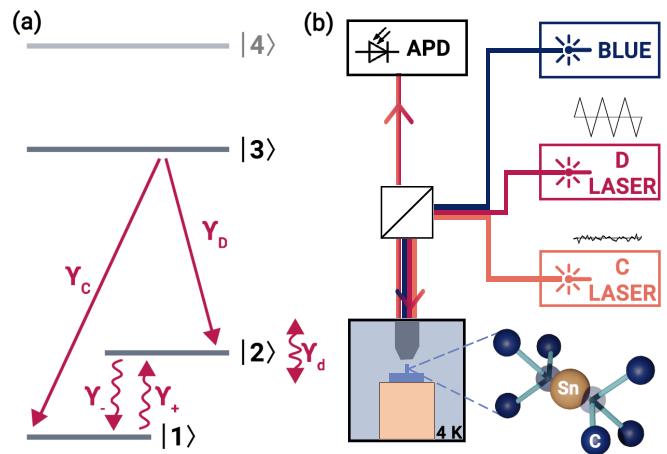 (a)
|4⟩
|3⟩
γC
γD
|2⟩
γd
γ-
γ+
|1⟩
(b)
APD
BLUE
D
LASER
C
LASER
4 K
Sn
C